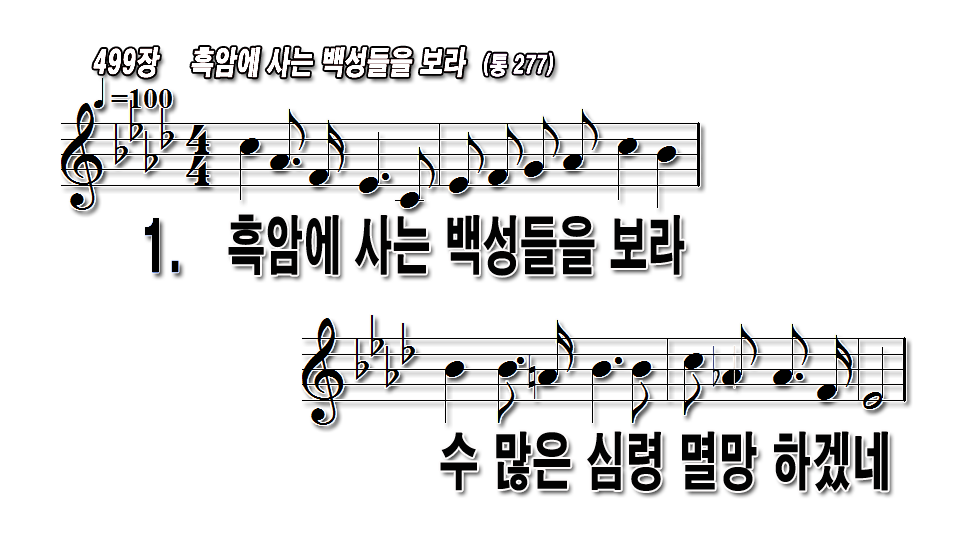 499장 흑암에 사는 백성들을 보라 (통 277)
♩=100
4/4
1. 흑암에 사는 백성들을 보라
수 많은 심령 멸망 하겠네